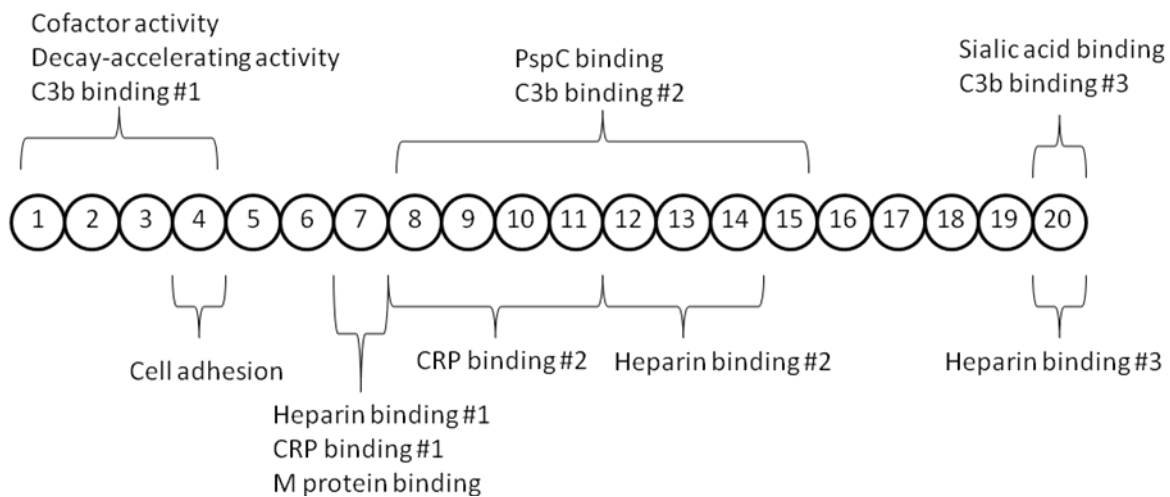 Cofactor activity
Decay-accelerating activity
C3b binding #1
PspC binding
C3b binding #2
Sialic acid binding
C3b binding #3
1 2 3 4 5 6 7 8 9 10 11 12 13 14 15 16 17 18 19 20
Cell adhesion
CRP binding #2
Heparin binding #2
Heparin binding #3
Heparin binding #1
CRP binding #1
M protein binding